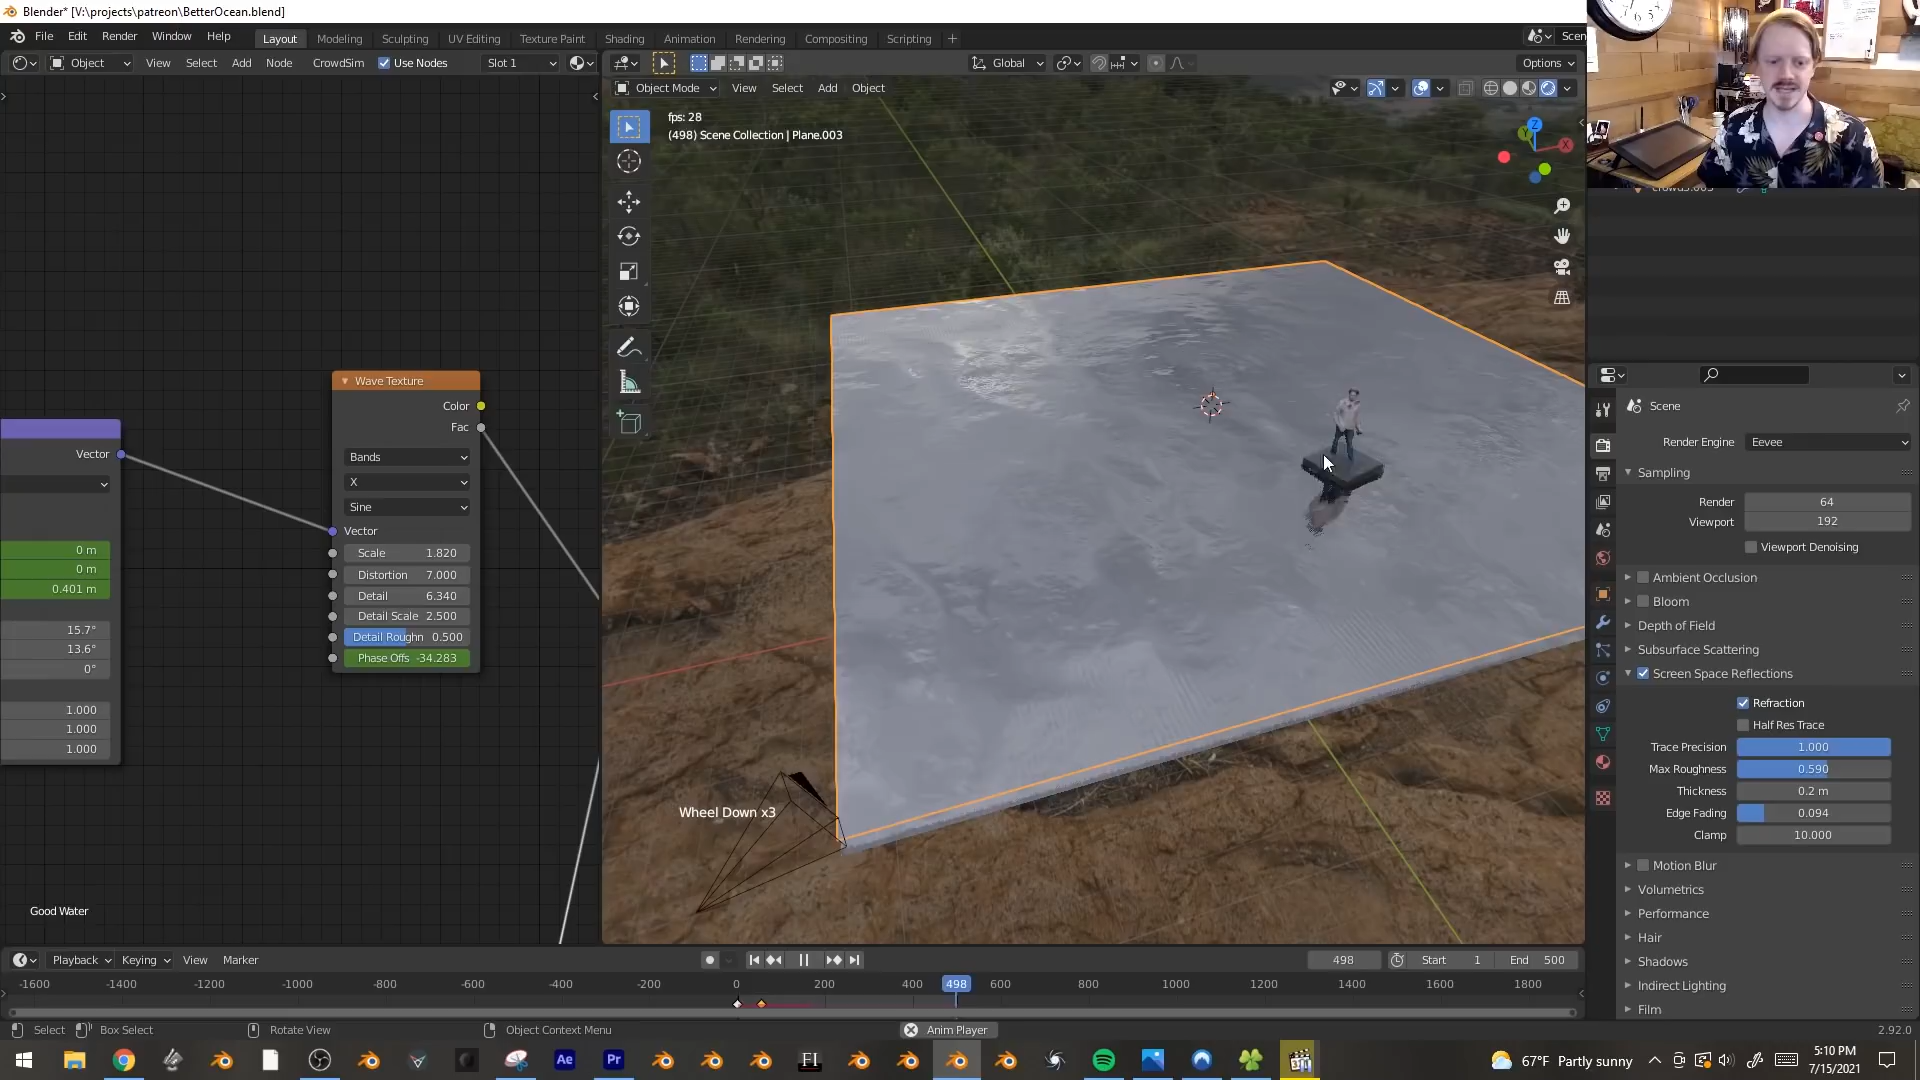 Blender* [V:\projects\patreon\BetterOcean.blend]
File Edit Render Window Help Layout Modeling Sculpting UV Editing Texture Paint Shading Animation Rendering Compositing Scripting
Object View Select Add Node CrowdSim Use Nodes Slot 1
Global Options
Object Mode View Select Add Object
fps: 28
(498) Scene Collection | Plane.003
Z
Y
X
Scene
Render Engine Eevee
Sampling
Render 64
Viewport 192
Viewport Denoising
Ambient Occlusion
Bloom
Depth of Field
Subsurface Scattering
Screen Space Reflections
Refraction
Half Res Trace
Trace Precision 1.000
Max Roughness 0.590
Thickness 0.2 m
Edge Fading 0.094
Clamp 10.000
Motion Blur
Volumetrics
Performance
Hair
Shadows
Indirect Lighting
Film
Wave Texture
Color
Fac
Bands
X
Sine
Vector
Scale 1.820
Distortion 7.000
Detail 6.340
Detail Scale 2.500
Detail Roughn 0.500
Phase Offs -34.283
Vector
0 m
0 m
0.401 m
15.7°
13.6°
0°
1.000
1.000
1.000
Wheel Down x3
Good Water
Playback Keying View Marker 498 Start 1 End 500
-1600 -1400 -1200 -1000 -800 -600 -400 -200 0 200 400 498 600 800 1000 1200 1400 1600 1800
Select Box Select Rotate View Object Context Menu Anim Player 2.92.0
Ae Pr FI
67°F Partly sunny
5:10 PM
7/15/2021